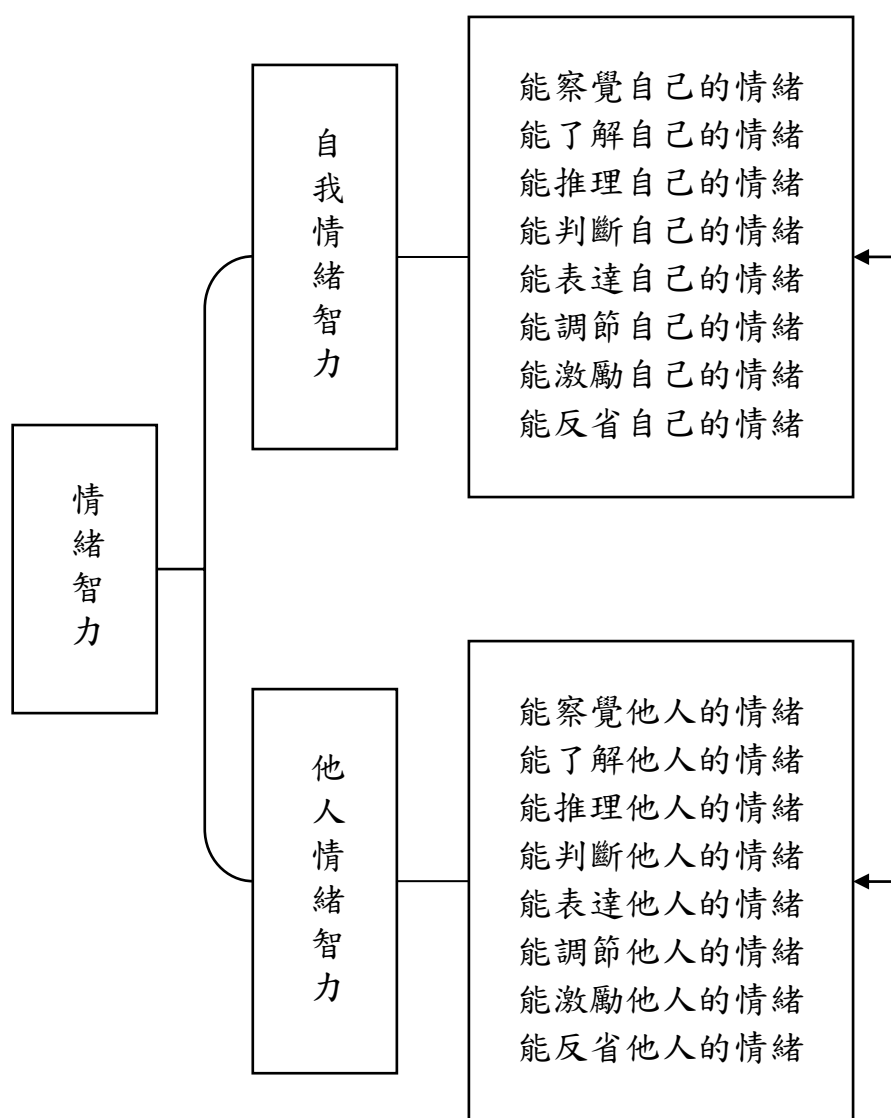 情緒智力
自我情緒智力
能察覺自己的情緒
能了解自己的情緒
能推理自己的情緒
能判斷自己的情緒
能表達自己的情緒
能調節自己的情緒
能激勵自己的情緒
能反省自己的情緒
他人情緒智力
能察覺他人的情緒
能了解他人的情緒
能推理他人的情緒
能判斷他人的情緒
能表達他人的情緒
能調節他人的情緒
能激勵他人的情緒
能反省他人的情緒